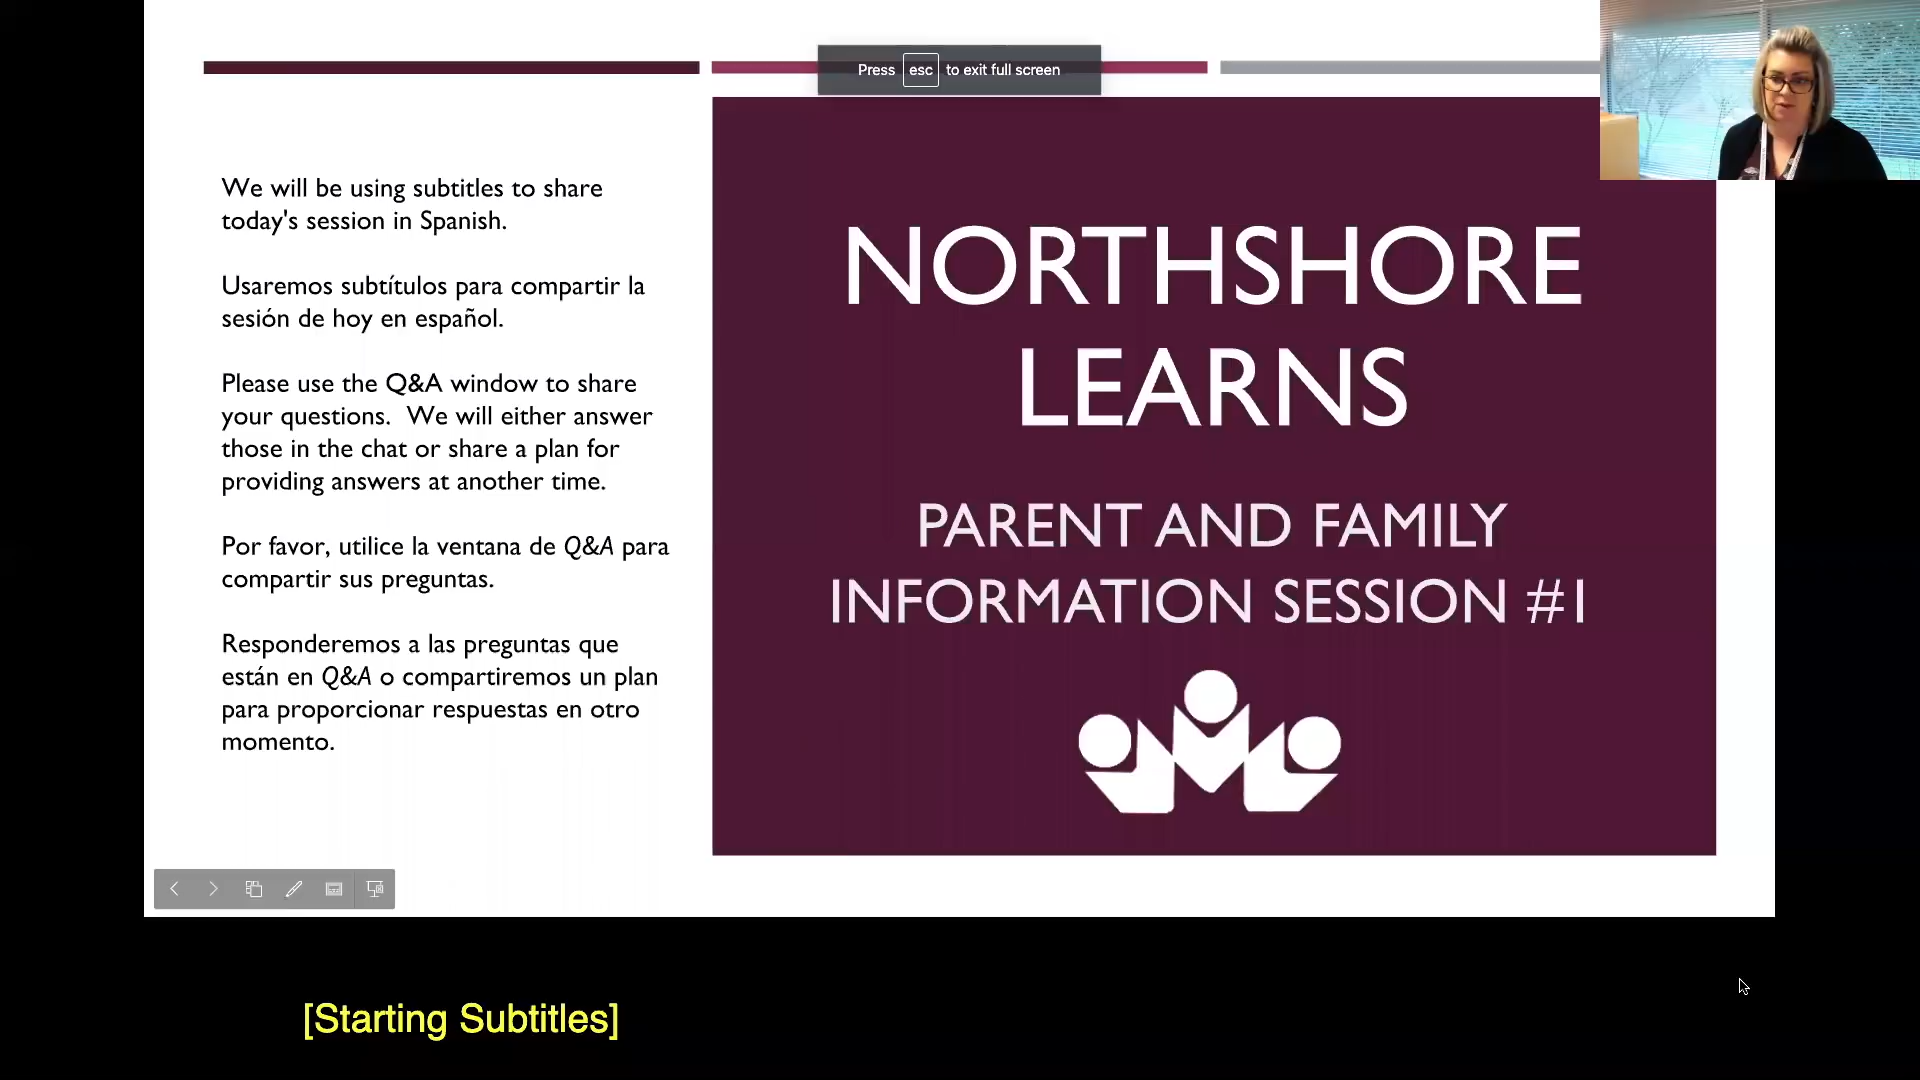 Press esc to exit full screen
We will be using subtitles to share
today's session in Spanish.
Usaremos subtítulos para compartir la
sesión de hoy en español.
Please use the Q&A window to share
your questions.  We will either answer
those in the chat or share a plan for
providing answers at another time.
Por favor, utilice la ventana de Q&A para
compartir sus preguntas.
Responderemos a las preguntas que
están en Q&A o compartiremos un plan
para proporcionar respuestas en otro
momento.
NORTHSHORE
LEARNS
PARENT AND FAMILY
INFORMATION SESSION #1
[Starting Subtitles]